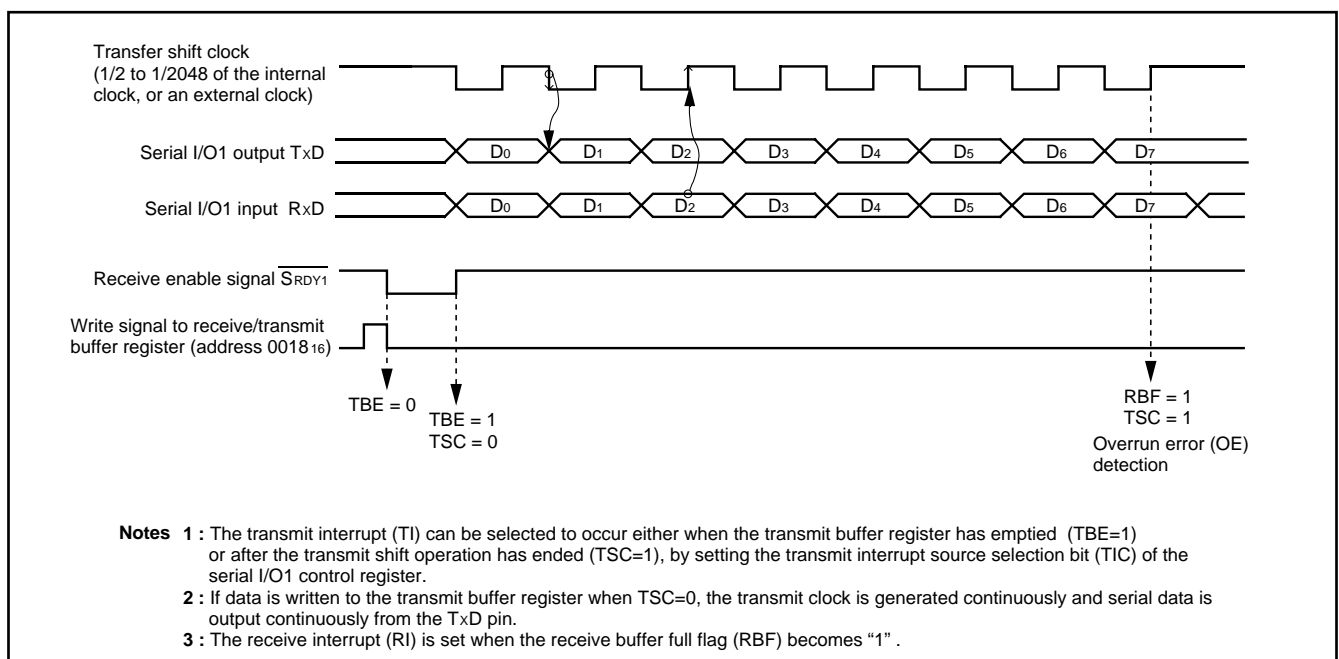 Transfer shift clock
(1/2 to 1/2048 of the internal
clock, or an external clock)
Serial I/O1 output TxD
D0 D1 D2 D3 D4 D5 D6 D7
Serial I/O1 input RxD
D0 D1 D2 D3 D4 D5 D6 D7
Receive enable signal SRDY1
Write signal to receive/transmit
buffer register (address 001816)
TBE = 0
TBE = 1
TSC = 0
RBF = 1
TSC = 1
Overrun error (OE)
detection
Notes 1 : The transmit interrupt (TI) can be selected to occur either when the transmit buffer register has emptied (TBE=1)
or after the transmit shift operation has ended (TSC=1), by setting the transmit interrupt source selection bit (TIC) of the
serial I/O1 control register.
2 : If data is written to the transmit buffer register when TSC=0, the transmit clock is generated continuously and serial data is
output continuously from the TxD pin.
3 : The receive interrupt (RI) is set when the receive buffer full flag (RBF) becomes “1” .